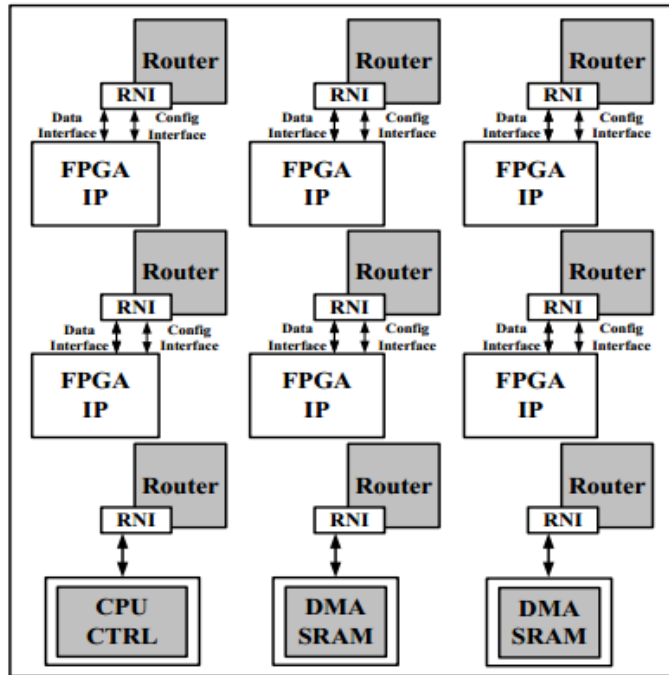 Router
Router
Router
RNI
RNI
RNI
Data
Interface
Config
Interface
Data
Interface
Config
Interface
Data
Interface
Config
Interface
FPGA
IP
FPGA
IP
FPGA
IP
Router
Router
Router
RNI
RNI
RNI
Data
Interface
Config
Interface
Data
Interface
Config
Interface
Data
Interface
Config
Interface
FPGA
IP
FPGA
IP
FPGA
IP
Router
Router
Router
RNI
RNI
RNI
CPU
CTRL
DMA
SRAM
DMA
SRAM